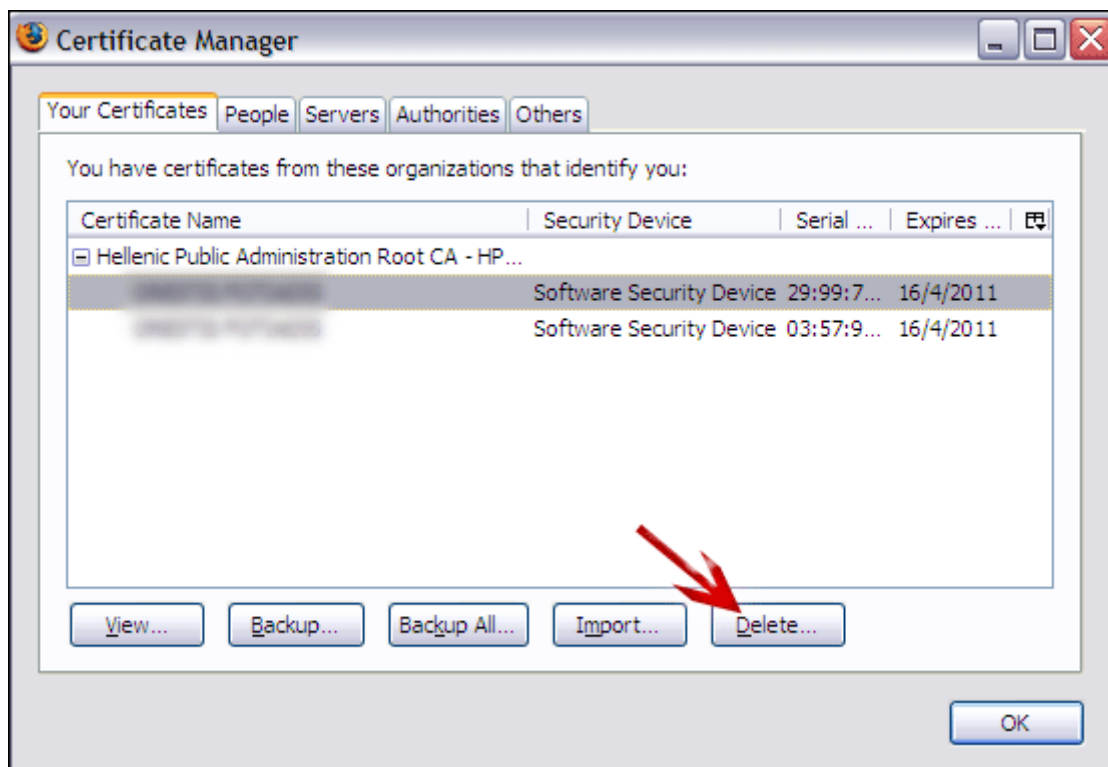 Certificate Manager
Your Certificates People Servers Authorities Others
You have certificates from these organizations that identify you:
Certificate Name Security Device Serial ... Expires ...
Hellenic Public Administration Root CA - HP...
Software Security Device 29:99:7... 16/4/2011
Software Security Device 03:57:9... 16/4/2011
View... Backup... Backup All... Import... Delete...
OK